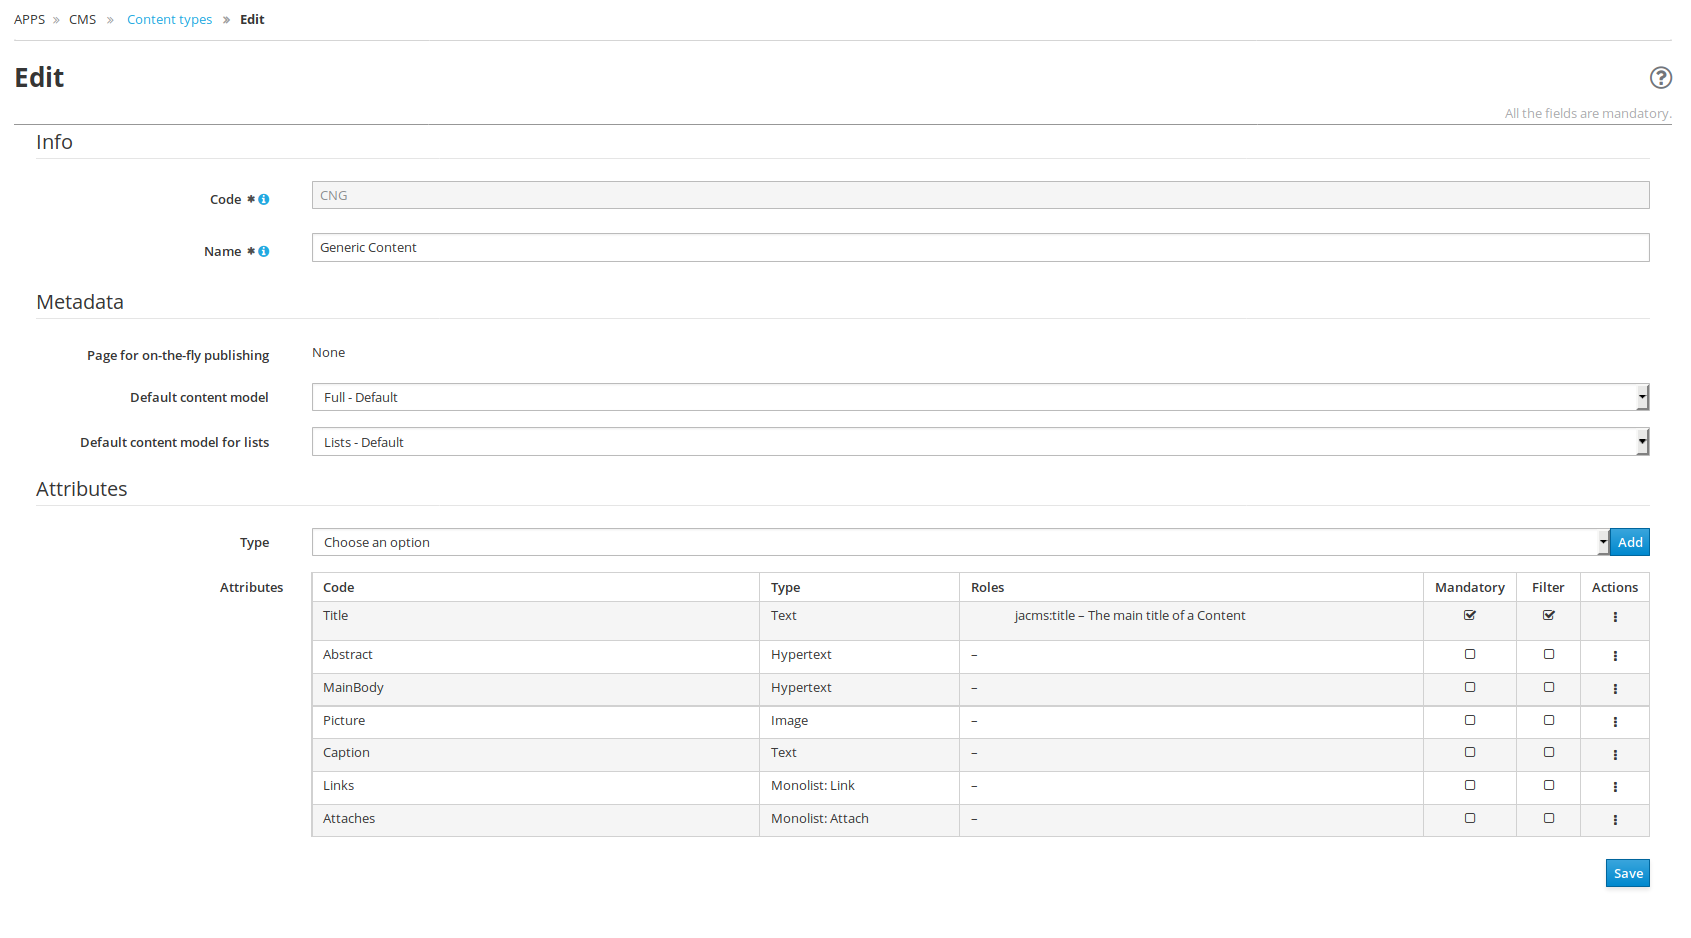 APPS » CMS » Content types » Edit
Edit
All the fields are mandatory.
Info
Code * CNG
Name * Generic Content
Metadata
Page for on-the-fly publishing None
Default content model Full - Default
Default content model for lists Lists - Default
Attributes
Type Choose an option Add
Attributes Code Type Roles Mandatory Filter Actions
Title Text jacms:title – The main title of a Content
Abstract Hypertext –
MainBody Hypertext –
Picture Image –
Caption Text –
Links Monolist: Link –
Attaches Monolist: Attach –
Save